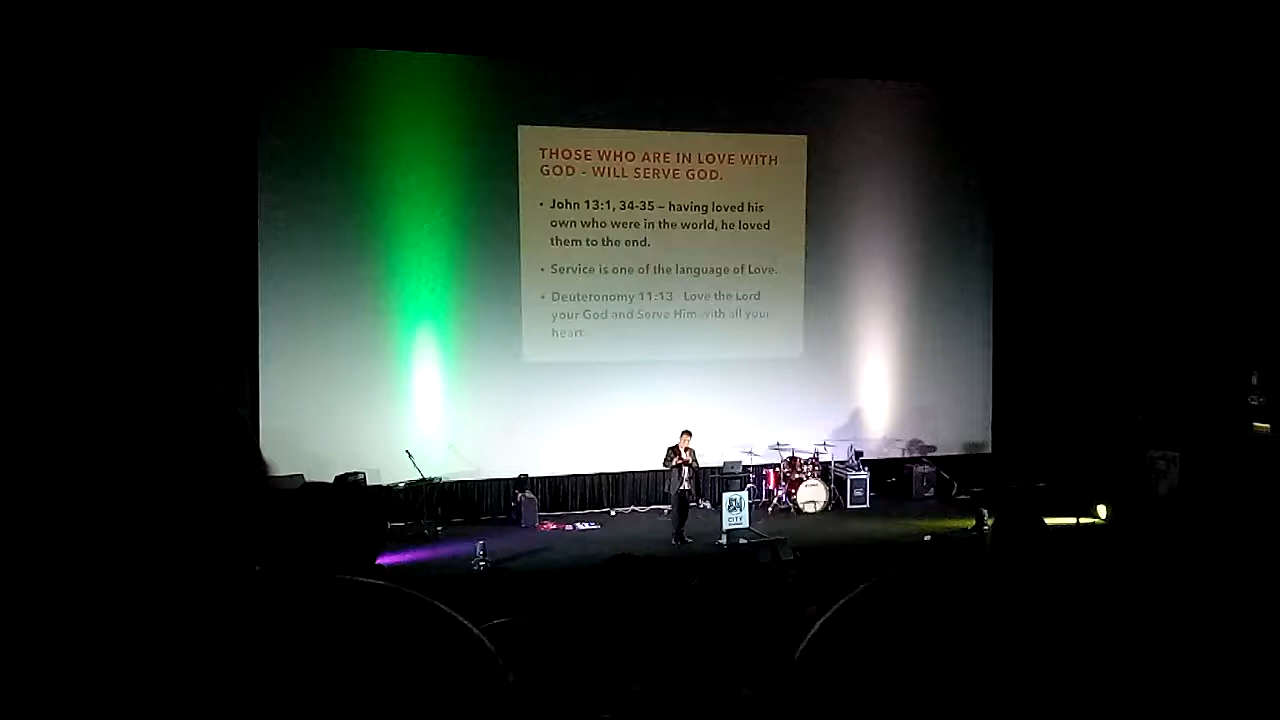 THOSE WHO ARE IN LOVE WITH
GOD - WILL SERVE GOD.
• John 13:1, 34-35 – having loved his
own who were in the world, he loved
them to the end.
• Service is one of the language of Love.
• Deuteronomy 11:13 - Love the Lord
your God and Serve Him with all your
heart
SM
CITY